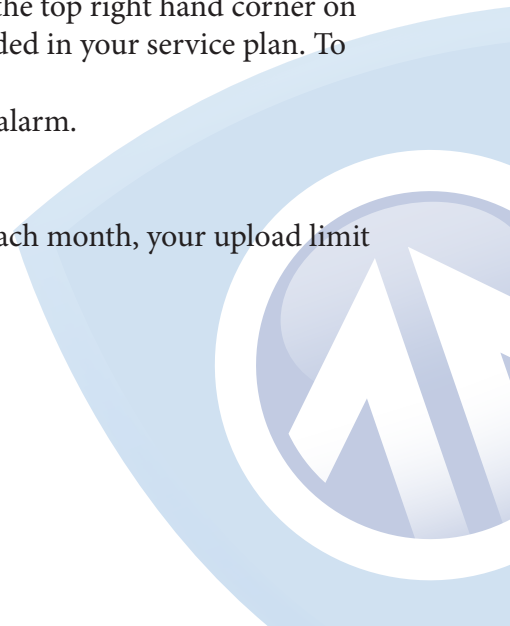 the top right hand corner on
ded in your service plan. To
alarm.
ach month, your upload limit